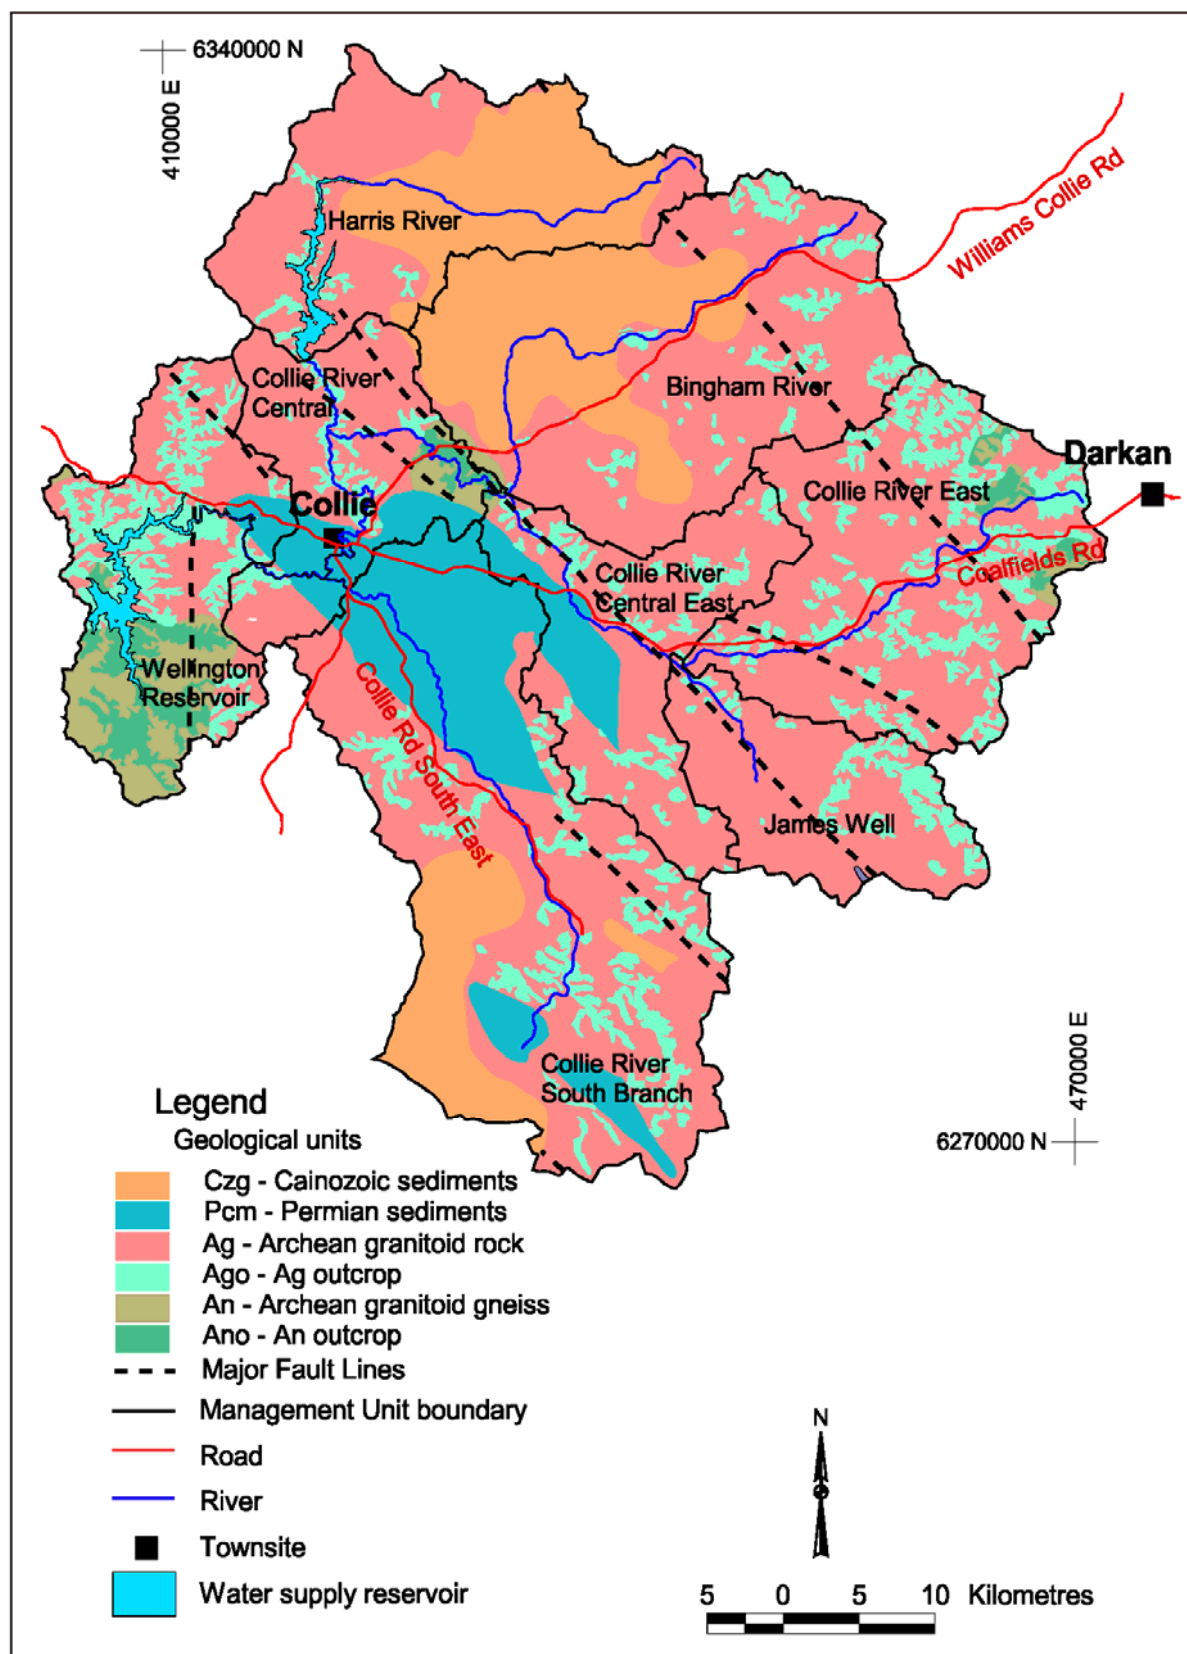 6340000 N
410000 E
Williams Collie Rd
Harris River
Collie River
Central
Bingham River
Darkan
Collie
Collie River East
Coalfields Rd
Collie River
Central East
Wellington
Reservoir
Collie Rd South East
James Well
470000 E
Collie River
South Branch
6270000 N
Legend
Geological units
Czg - Cainozoic sediments
Pcm - Permian sediments
Ag - Archean granitoid rock
Ago - Ag outcrop
An - Archean granitoid gneiss
Ano - An outcrop
Major Fault Lines
Management Unit boundary
Road
River
Townsite
Water supply reservoir
N
5 0 5 10 Kilometres